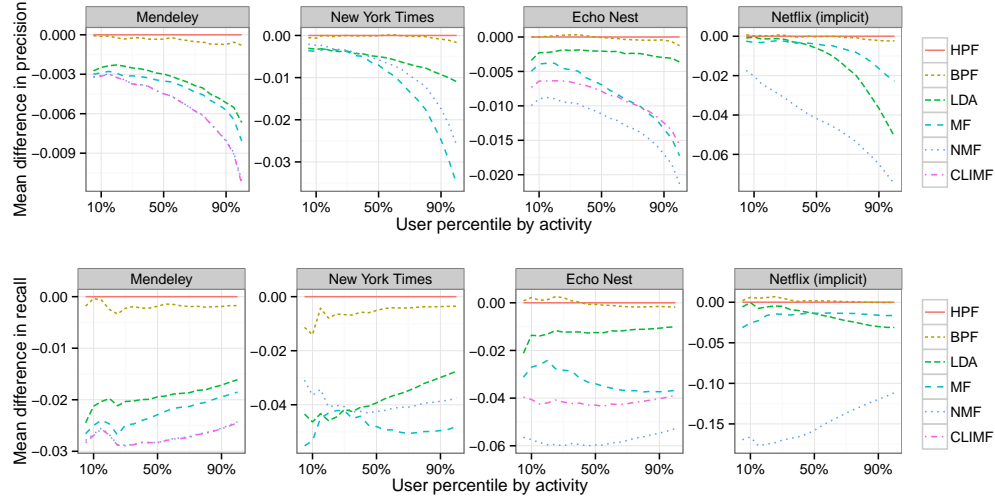 Mendeley New York Times Echo Nest Netflix (implicit)
Mean difference in precision
0.000 0.00 0.000 0.00
−0.003 −0.01 −0.005 −0.02
−0.006 −0.02 −0.010 −0.04
−0.009 −0.03 −0.015 −0.06
−0.020
10% 50% 90% 10% 50% 90% 10% 50% 90% 10% 50% 90%
User percentile by activity
HPF
BPF
LDA
MF
NMF
CLIMF
Mendeley New York Times Echo Nest Netflix (implicit)
Mean difference in recall
0.00 0.00 0.00 0.00
−0.01 −0.02 −0.02 −0.05
−0.02 −0.04 −0.04 −0.10
−0.03 −0.06 −0.15
10% 50% 90% 10% 50% 90% 10% 50% 90% 10% 50% 90%
User percentile by activity
HPF
BPF
LDA
MF
NMF
CLIMF